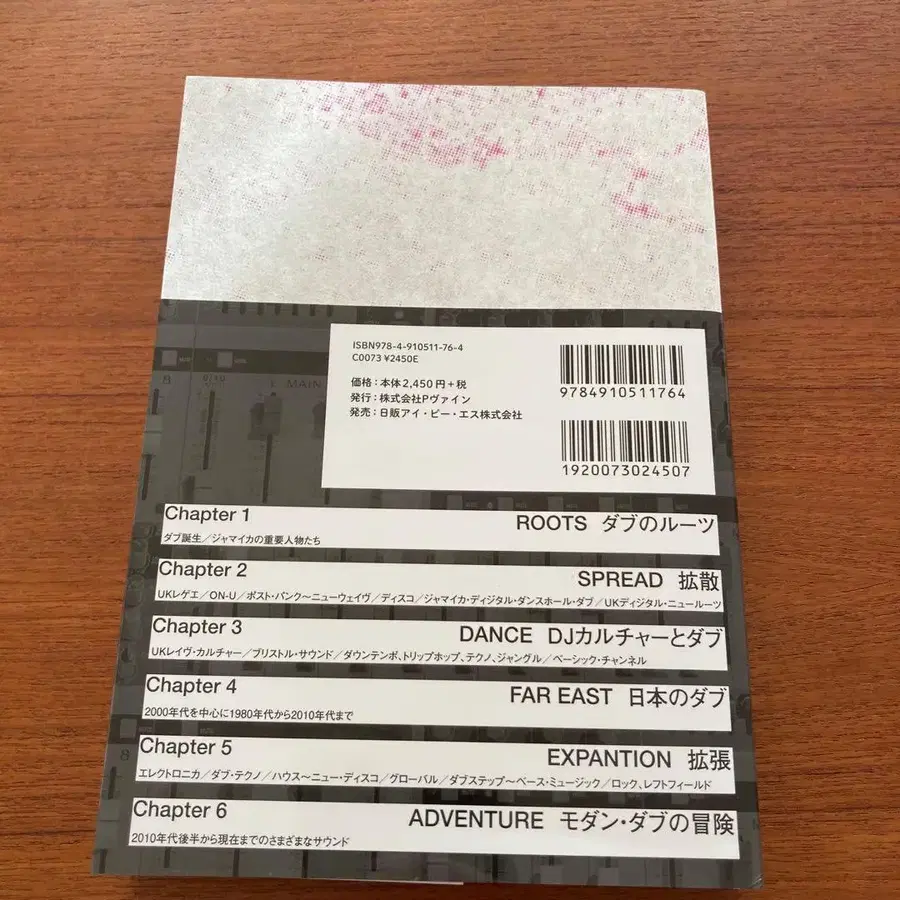 ISBN978-4-910511-76-4
C0073 ¥2450E
価格：本体2,450円＋税
発行：株式会社Pヴァイン
発売：日販アイ・ピー・エス株式会社
9784910511764
1920073024507
MAIN
Chapter 1
ROOTS ダブのルーツ
ダブ誕生／ジャマイカの重要人物たち
Chapter 2
SPREAD 拡散
UKレゲエ／ON-U／ポスト・パンク〜ニューウェイヴ／ディスコ／ジャマイカ・ディジタル・ダンスホール・ダブ／UKディジタル・ニュールーツ
Chapter 3
DANCE DJカルチャーとダブ
UKレイヴ・カルチャー／ブリストル・サウンド／ダウンテンポ、トリップホップ、テクノ、ジャングル／ベーシック・チャンネル
Chapter 4
FAR EAST 日本のダブ
2000年代を中心に1980年代から2010年代まで
Chapter 5
EXPANTION 拡張
エレクトロニカ／ダブ・テクノ／ハウス〜ニュー・ディスコ／グローバル／ダブステップ〜ベース・ミュージック／ロック、レフトフィールド
Chapter 6
ADVENTURE モダン・ダブの冒険
2010年代後半から現在までのさまざまなサウンド